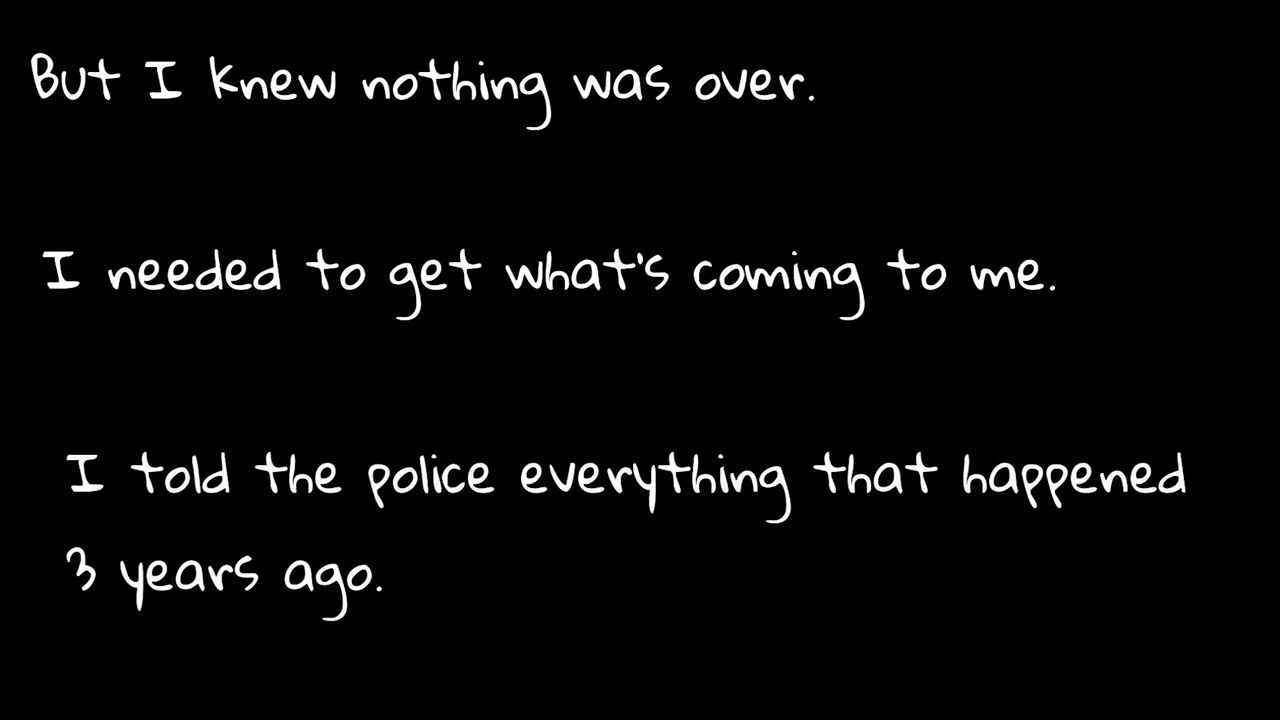 But I knew nothing was over.
I needed to get what's coming to me.
I told the police everything that happened
3 years ago.